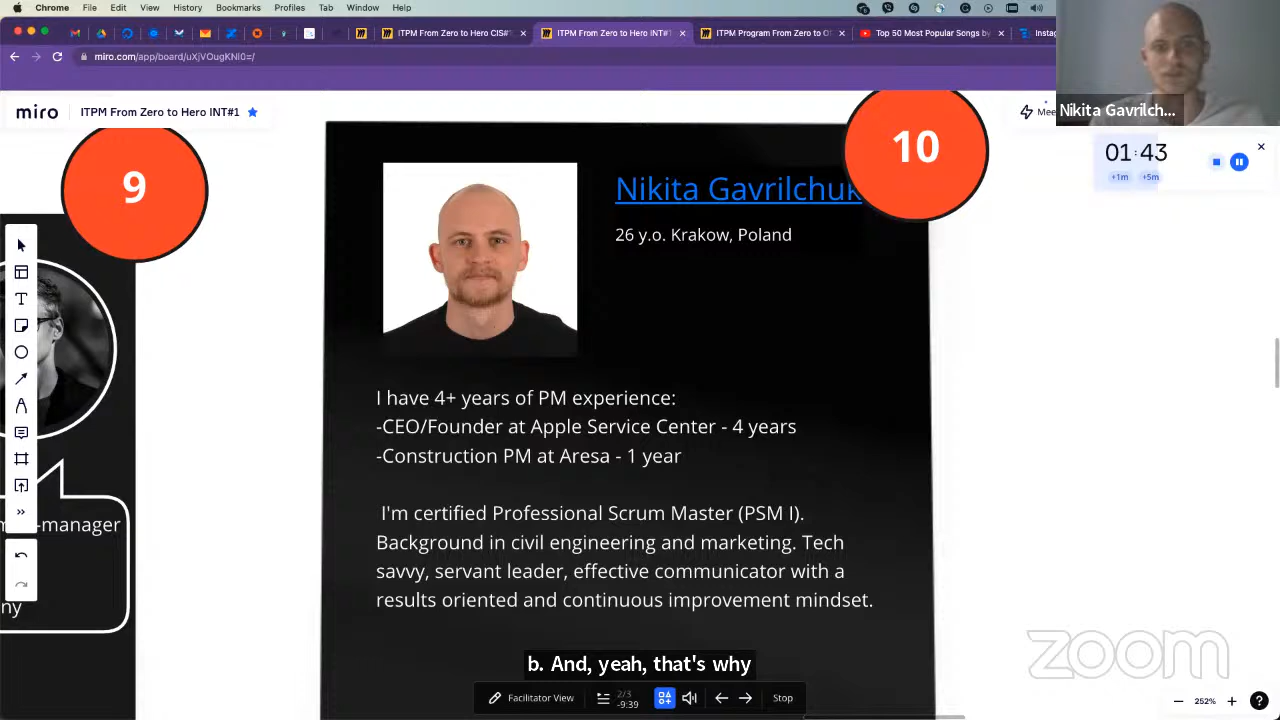 Chrome File Edit View History Bookmarks Profiles Tab Window Help
ITPM From Zero to Hero CIS#
ITPM From Zero to Hero INT#1
ITPM Program From Zero to O
Top 50 Most Popular Songs by
Instag
miro.com/app/board/uXjVOugKNI0=/
miro ITPM From Zero to Hero INT#1
Mee
Nikita Gavrilch...
01:43
+1m +5m
9
10
Nikita Gavrilchuk
26 y.o. Krakow, Poland
I have 4+ years of PM experience:
-CEO/Founder at Apple Service Center - 4 years
-Construction PM at Aresa - 1 year
I'm certified Professional Scrum Master (PSM I).
Background in civil engineering and marketing. Tech
savvy, servant leader, effective communicator with a
results oriented and continuous improvement mindset.
-manager
ny
b. And, yeah, that's why
Facilitator View 2/3 -9:39 Stop
zoom
252%